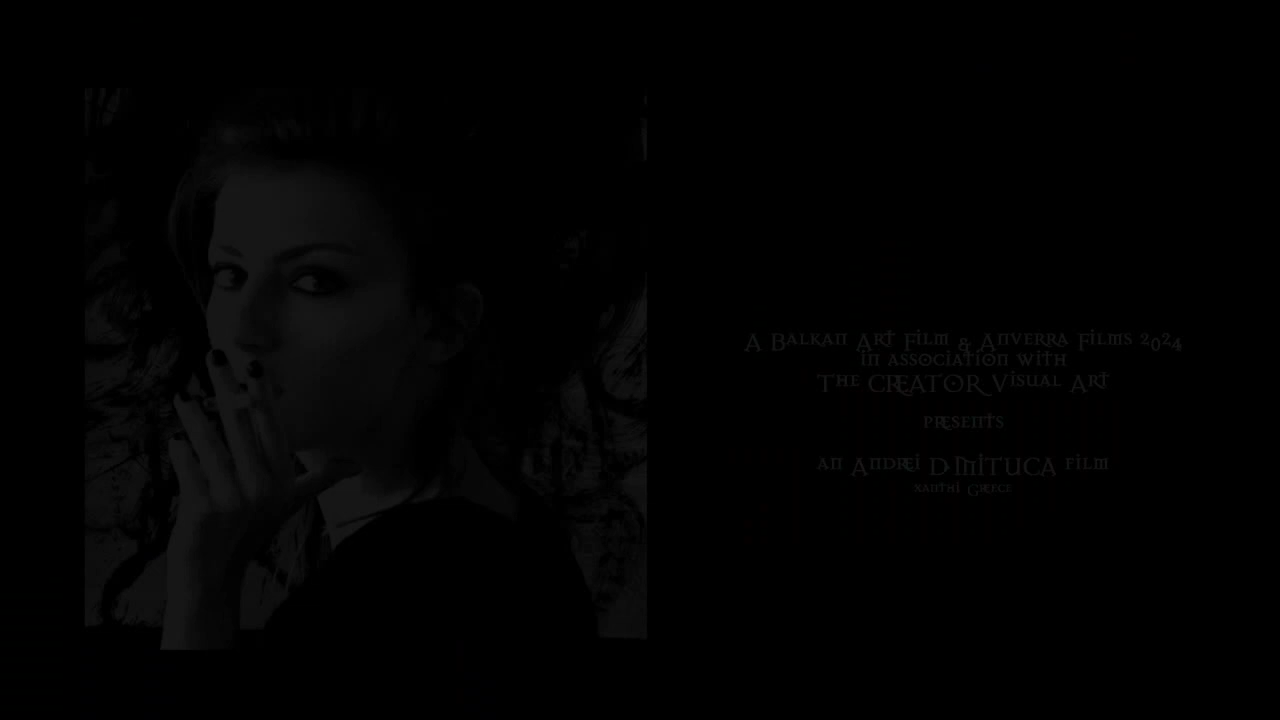 A Balkan Art Film & Anverra Films 2024
in association with
The CREATOR Visual Art
presents
an Andrei D.MITUCA film
xanthi Greece